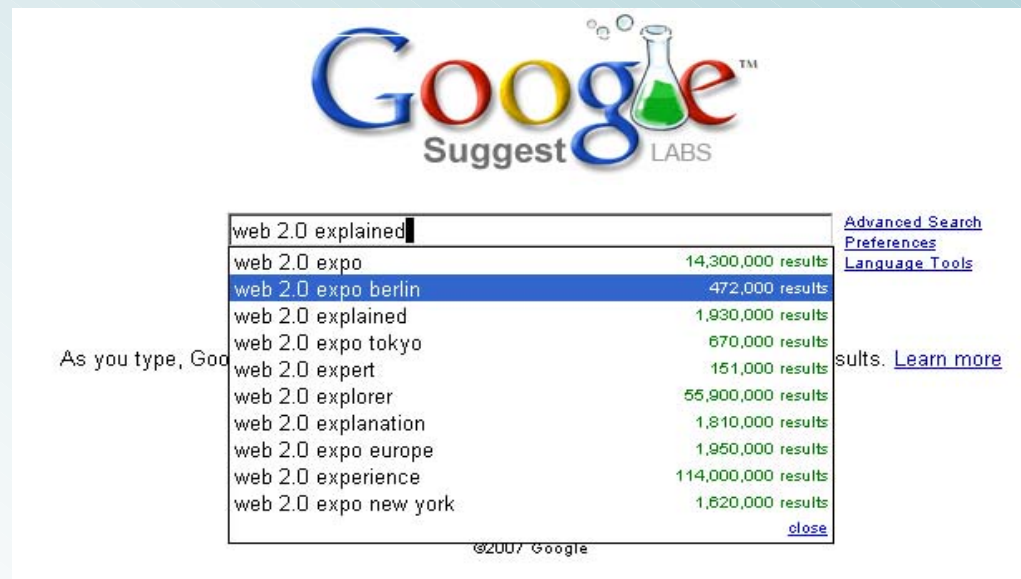 Google™
Suggest LABS
web 2.0 explained
Advanced Search
Preferences
Language Tools
web 2.0 expo 14,300,000 results
web 2.0 expo berlin 472,000 results
web 2.0 explained 1,930,000 results
web 2.0 expo tokyo 670,000 results
As you type, Goo sults. Learn more
web 2.0 expert 151,000 results
web 2.0 explorer 55,900,000 results
web 2.0 explanation 1,810,000 results
web 2.0 expo europe 1,950,000 results
web 2.0 experience 114,000,000 results
web 2.0 expo new york 1,620,000 results
close
©2007 Google